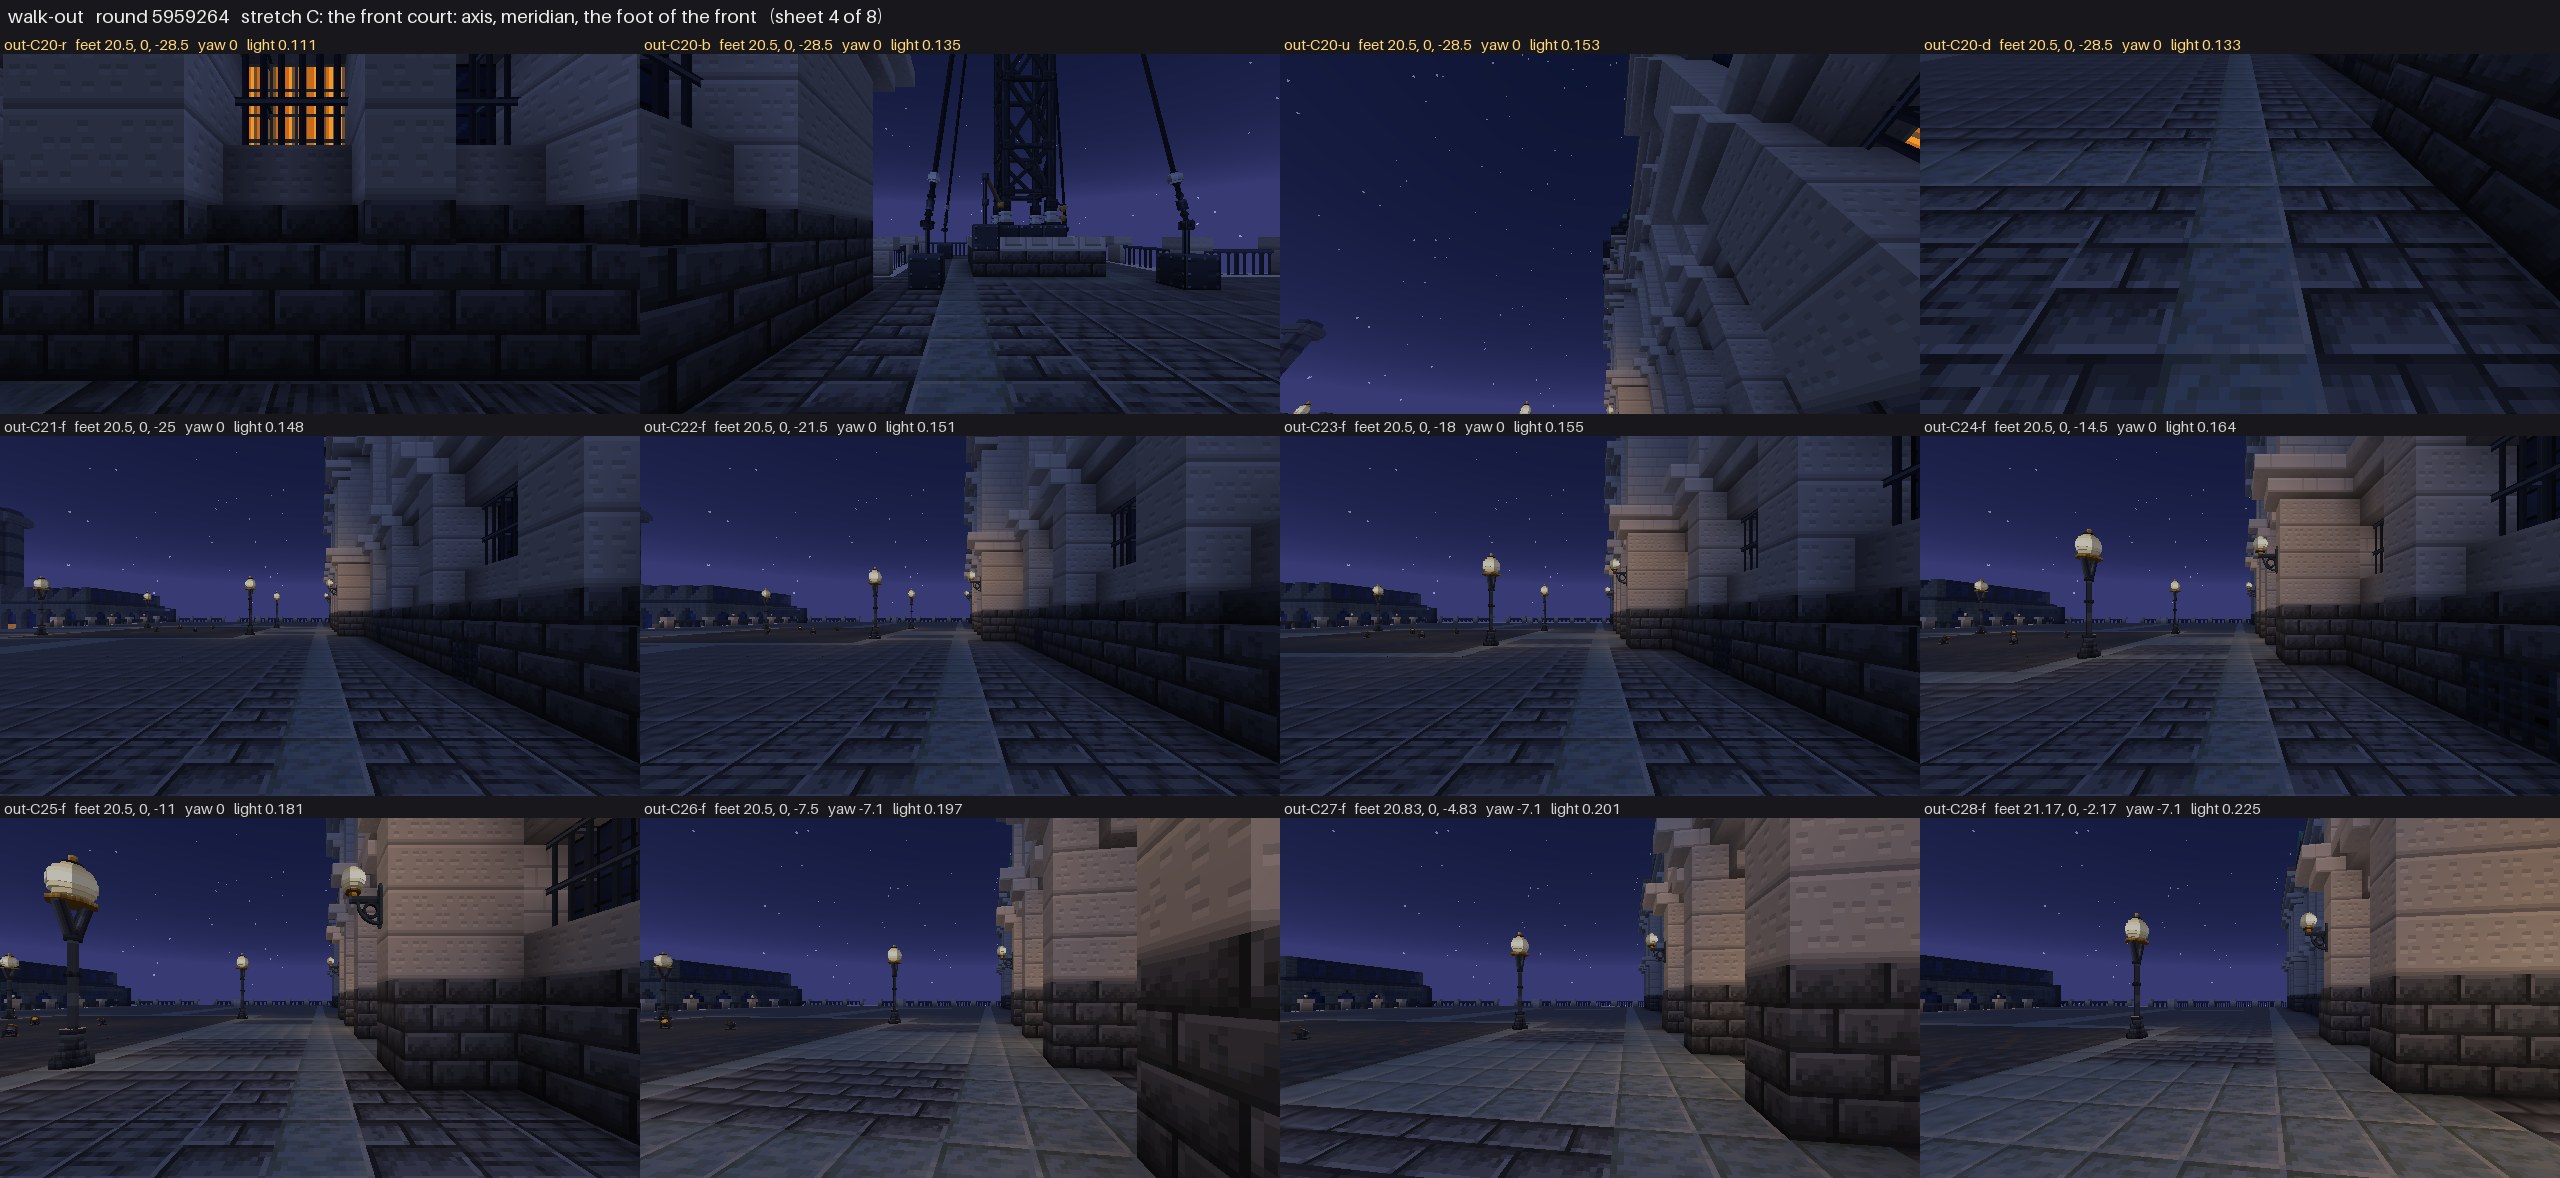 walk-out round 5959264 stretch C: the front court: axis, meridian, the foot of the front (sheet 4 of 8)
out-C20-r feet 20.5, 0, -28.5 yaw 0 light 0.111
out-C20-b feet 20.5, 0, -28.5 yaw 0 light 0.135
out-C20-u feet 20.5, 0, -28.5 yaw 0 light 0.153
out-C20-d feet 20.5, 0, -28.5 yaw 0 light 0.133
out-C21-f feet 20.5, 0, -25 yaw 0 light 0.148
out-C22-f feet 20.5, 0, -21.5 yaw 0 light 0.151
out-C23-f feet 20.5, 0, -18 yaw 0 light 0.155
out-C24-f feet 20.5, 0, -14.5 yaw 0 light 0.164
out-C25-f feet 20.5, 0, -11 yaw 0 light 0.181
out-C26-f feet 20.5, 0, -7.5 yaw -7.1 light 0.197
out-C27-f feet 20.83, 0, -4.83 yaw -7.1 light 0.201
out-C28-f feet 21.17, 0, -2.17 yaw -7.1 light 0.225